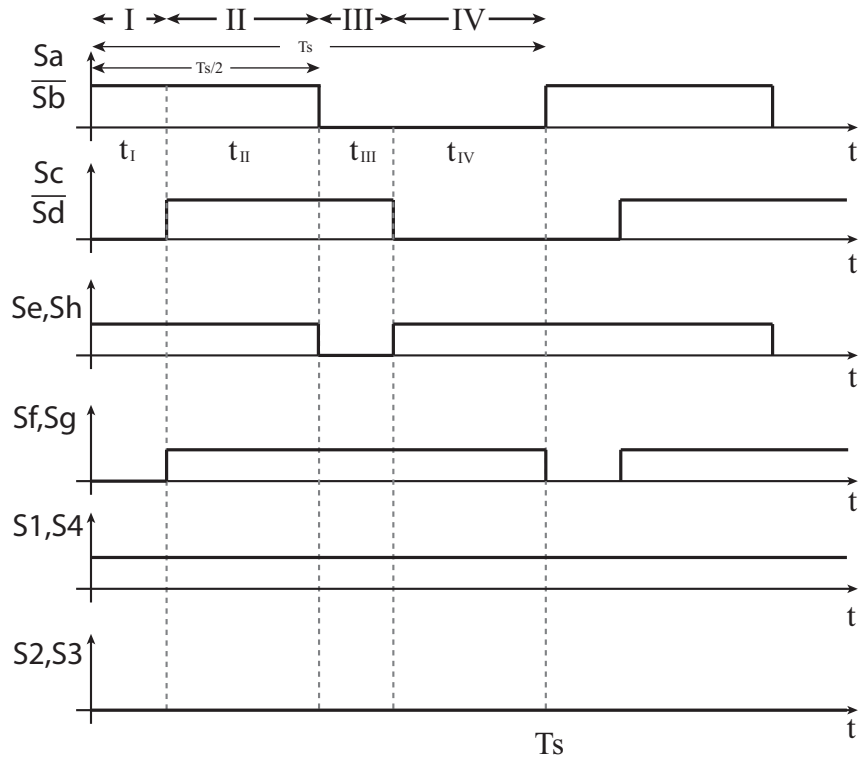 I II III IV
Ts
Ts/2
Sa
Sb
t
tI tII tIII tIV
Sc
Sd
t
Se,Sh
t
Sf,Sg
t
S1,S4
t
S2,S3
t
Ts